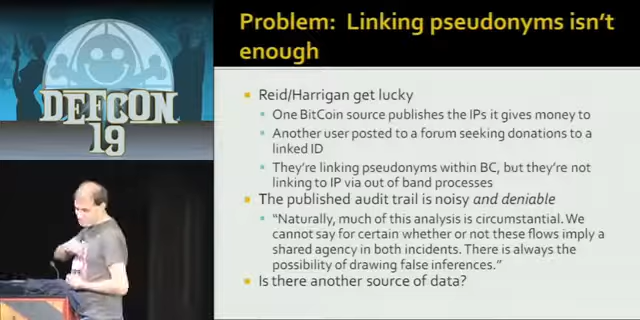 DEFCON
19
Problem: Linking pseudonyms isn't
enough
Reid/Harrigan get lucky
One BitCoin source publishes the IPs it gives money to
Another user posted to a forum seeking donations to a
linked ID
They're linking pseudonyms within BC, but they're not
linking to IP via out of band processes
The published audit trail is noisy and deniable
"Naturally, much of this analysis is circumstantial. We
cannot say for certain whether or not these flows imply a
shared agency in both incidents. There is always the
possibility of drawing false inferences."
Is there another source of data?